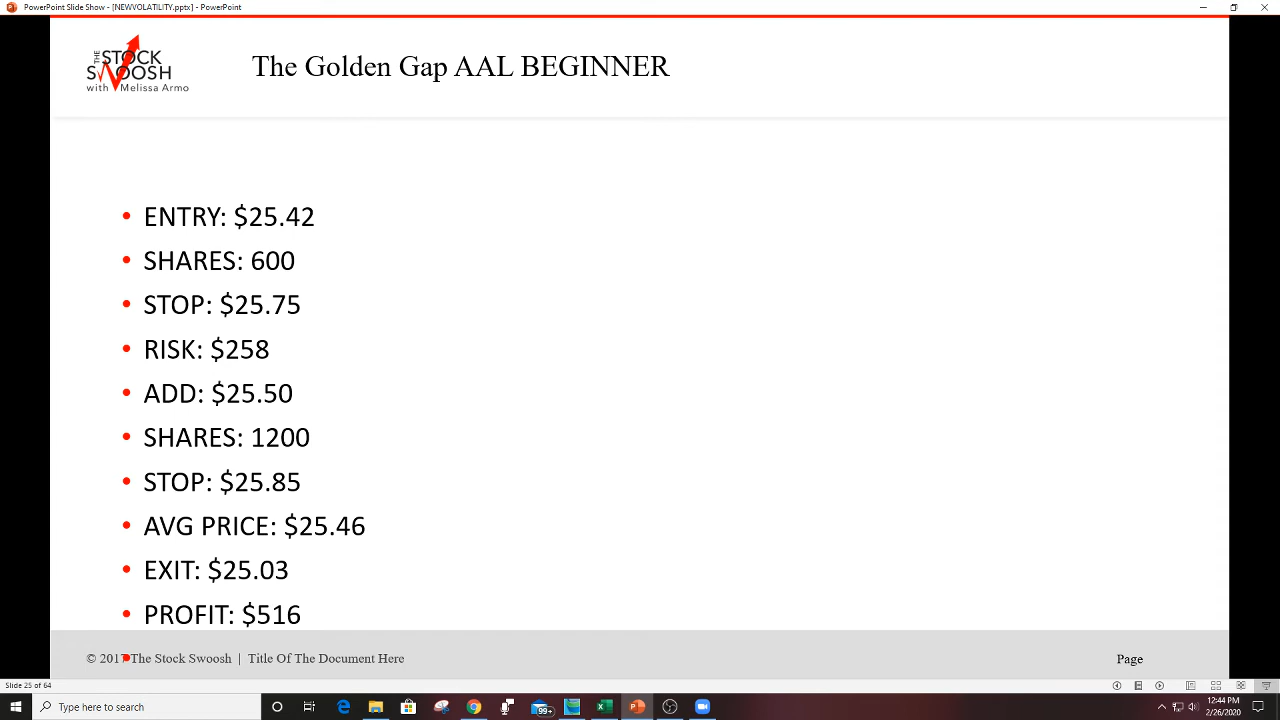 PowerPoint Slide Show - [NEWVOLATILITY.pptx] - PowerPoint
THE
STOCK
SWOOSH
with Melissa Armo
The Golden Gap AAL BEGINNER
• ENTRY: $25.42
• SHARES: 600
• STOP: $25.75
• RISK: $258
• ADD: $25.50
• SHARES: 1200
• STOP: $25.85
• AVG PRICE: $25.46
• EXIT: $25.03
• PROFIT: $516
© 2017 The Stock Swoosh | Title Of The Document Here
Page
Slide 25 of 64
Type here to search
99+
12:44 PM
2/26/2020